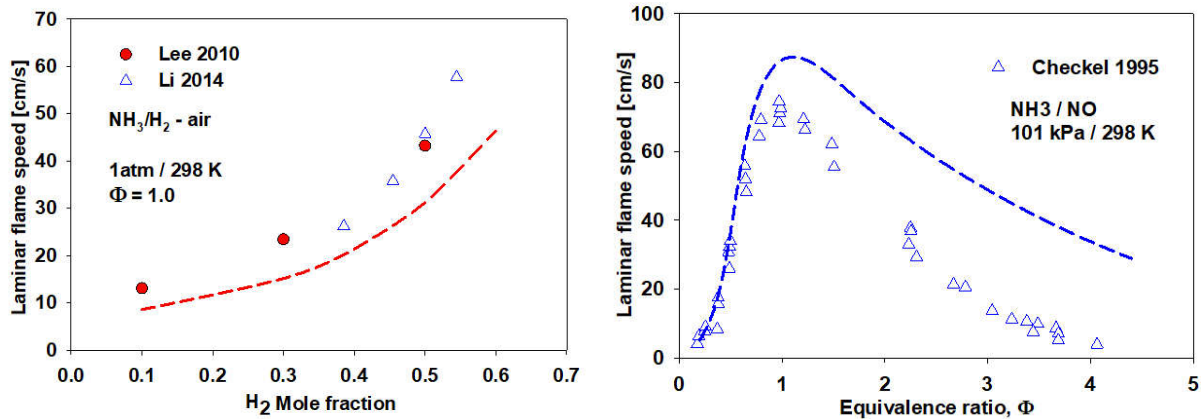 Laminar flame speed [cm/s]
70
60
50
40
30
20
10
0
Lee 2010
Li 2014
NH3/H2 - air
1atm / 298 K
Φ = 1.0
0.0 0.1 0.2 0.3 0.4 0.5 0.6 0.7
H2 Mole fraction
Laminar flame speed [cm/s]
100
80
60
40
20
0
Checkel 1995
NH3 / NO
101 kPa / 298 K
0 1 2 3 4 5
Equivalence ratio, Φ